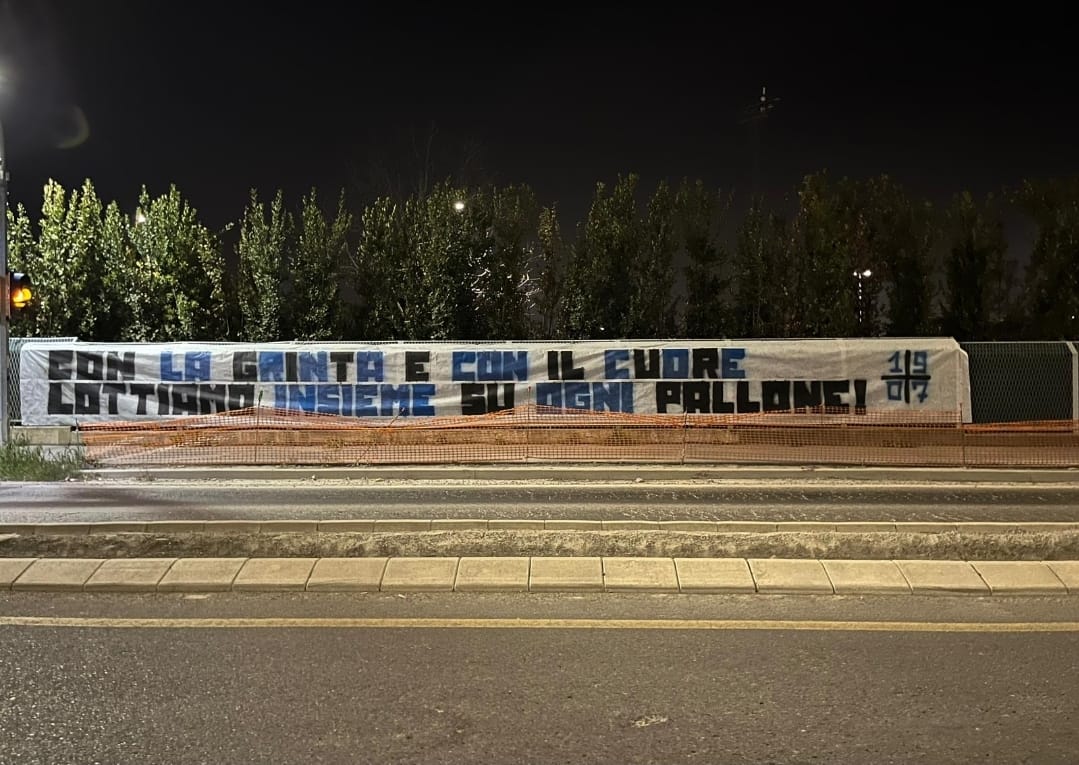 CON LA GRINTA E CON IL CUORE
LOTTIAMO INSIEME SU OGNI PALLONE!
19
07